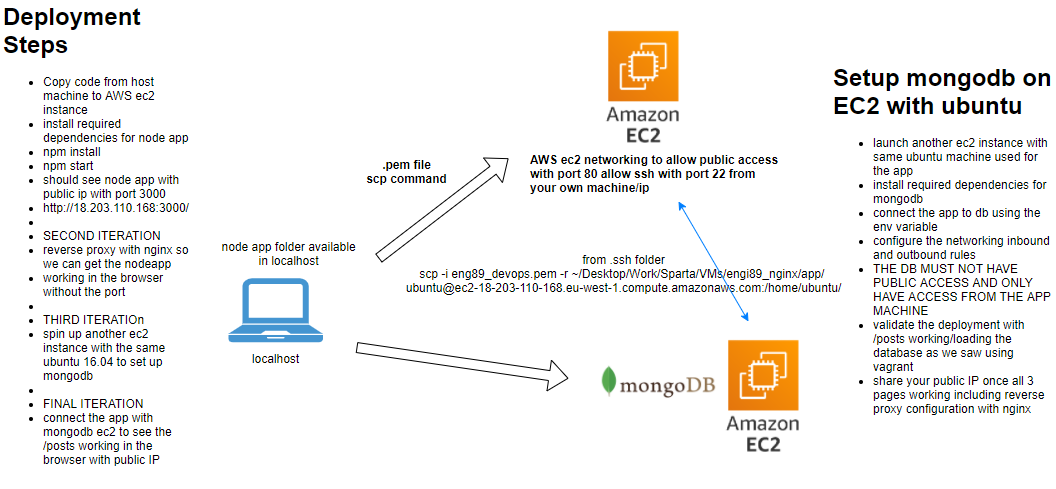 Deployment
Steps
Copy code from host
machine to AWS ec2
instance
install required
dependencies for node app
npm install
npm start
should see node app with
public ip with port 3000
http://18.203.110.168:3000/
SECOND ITERATION
reverse proxy with nginx so
we can get the nodeapp
working in the browser
without the port
THIRD ITERATIOn
spin up another ec2
instance with the same
ubuntu 16.04 to set up
mongodb
FINAL ITERATION
connect the app with
mongodb ec2 to see the
/posts working in the
browser with public IP
node app folder available
in localhost
localhost
.pem file
scp command
Amazon
EC2
AWS ec2 networking to allow public access
with port 80 allow ssh with port 22 from
your own machine/ip
from .ssh folder
scp -i eng89_devops.pem -r ~/Desktop/Work/Sparta/VMs/engi89_nginx/app/
ubuntu@ec2-18-203-110-168.eu-west-1.compute.amazonaws.com:/home/ubuntu/
mongoDB
Amazon
EC2
Setup mongodb on
EC2 with ubuntu
launch another ec2 instance with
same ubuntu machine used for
the app
install required dependencies for
mongodb
connect the app to db using the
env variable
configure the networking inbound
and outbound rules
THE DB MUST NOT HAVE
PUBLIC ACCESS AND ONLY
HAVE ACCESS FROM THE APP
MACHINE
validate the deployment with
/posts working/loading the
database as we saw using
vagrant
share your public IP once all 3
pages working including reverse
proxy configuration with nginx